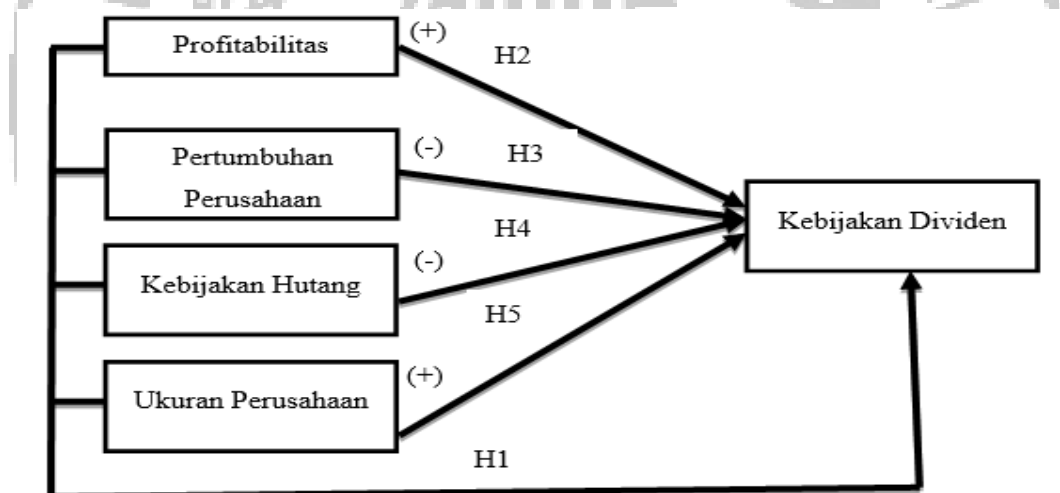 Profitabilitas
(+)
H2
Pertumbuhan
Perusahaan
(-)
H3
Kebijakan Dividen
H4
Kebijakan Hutang
(-)
H5
Ukuran Perusahaan
(+)
H1